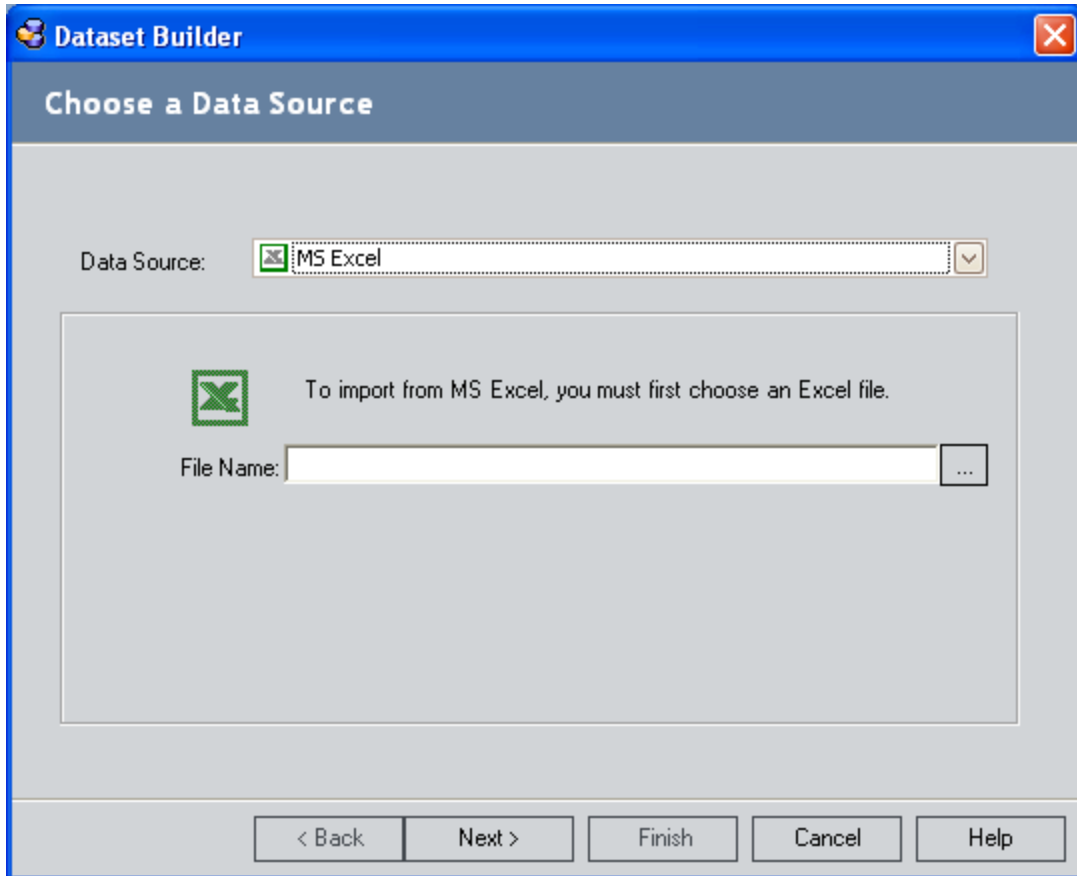 Dataset Builder
Choose a Data Source
Data Source: MS Excel
To import from MS Excel, you must first choose an Excel file.
File Name: ...
< Back Next > Finish Cancel Help